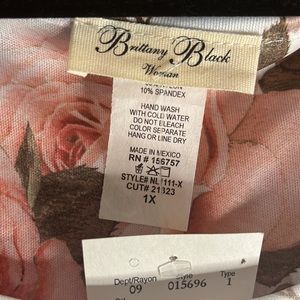 Brittany Black
Woman
10% SPANDEX
HAND WASH
WITH COLD WATER
DO NOT BLEACH
COLOR SEPARATE
HANG OR LINE DRY
MADE IN MEXICO
RN # 156757
CUT# 21323
1X
Dept/Rayon
Style
Type
09
015696
1